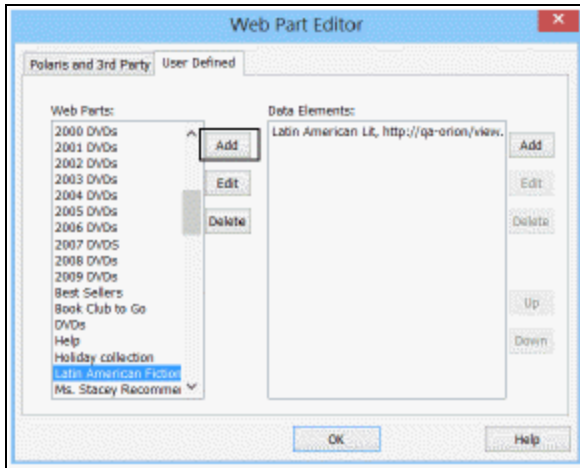 Web Part Editor
Polaris and 3rd Party
User Defined
Web Parts:
2000 DVDs
2001 DVDs
2002 DVDs
2003 DVDs
2004 DVDs
2005 DVDs
2006 DVDs
2007 DVDS
2008 DVDs
2009 DVDs
Best Sellers
Book Club to Go
DVDs
Help
Holiday collection
Latin American Fiction
Ms. Stacey Recommen
Add
Edit
Delete
Data Elements:
Latin American Lit, http://qa-orion/view.
Add
Edit
Delete
Up
Down
OK
Help